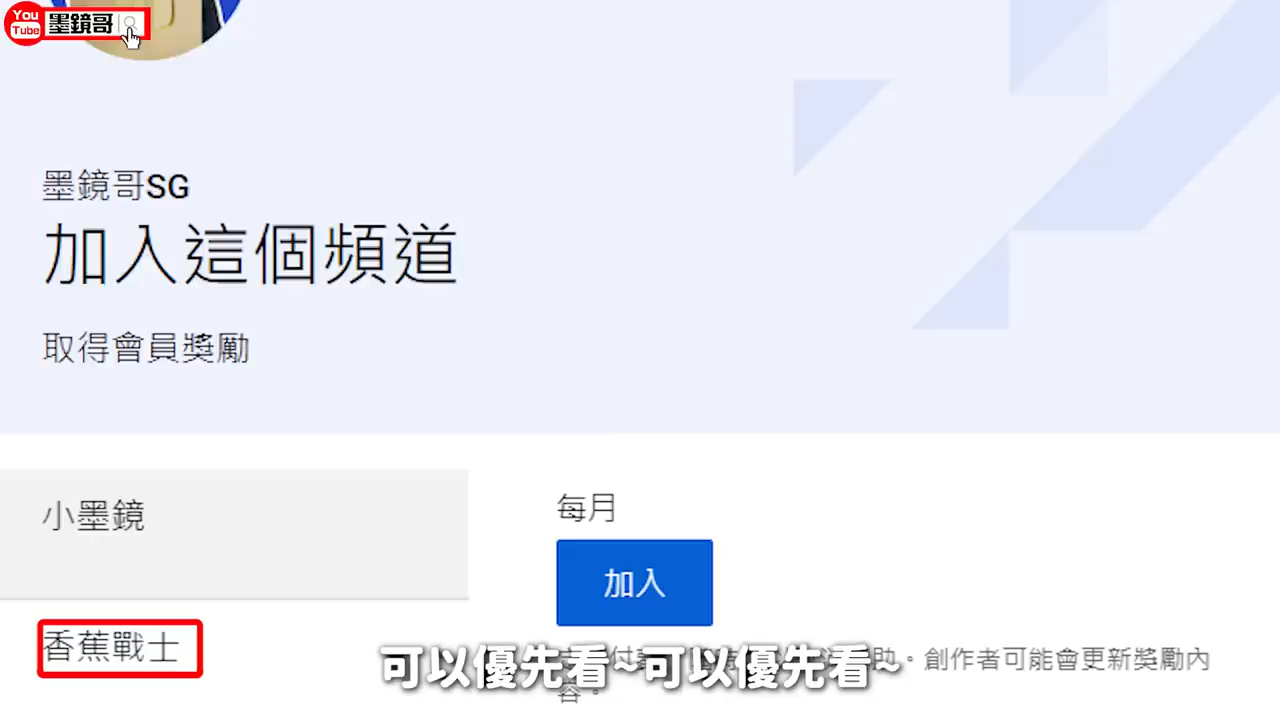 You Tube 墨鏡哥
墨鏡哥SG
加入這個頻道
取得會員獎勵
小墨鏡
每月
加入
香蕉戰士
可以優先看~可以優先看~
助。創作者可能會更新獎勵內
容。